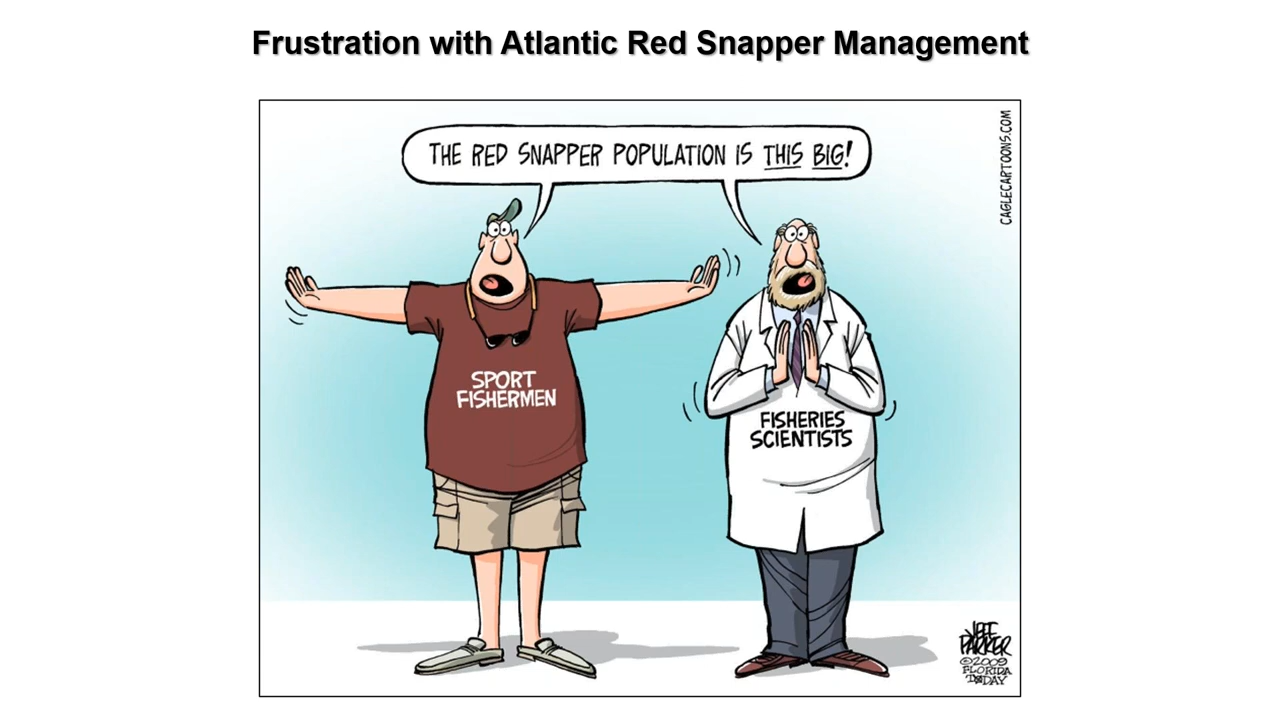 Frustration with Atlantic Red Snapper Management
CAGLECARTOONS.COM
THE RED SNAPPER POPULATION IS THIS BIG!
SPORT
FISHERMEN
FISHERIES
SCIENTISTS
JEFF
PARKER
©2009
FLORIDA
TODAY